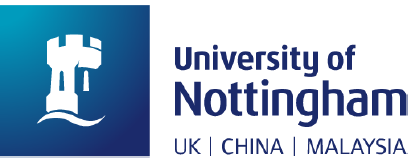 University of
Nottingham
UK | CHINA | MALAYSIA